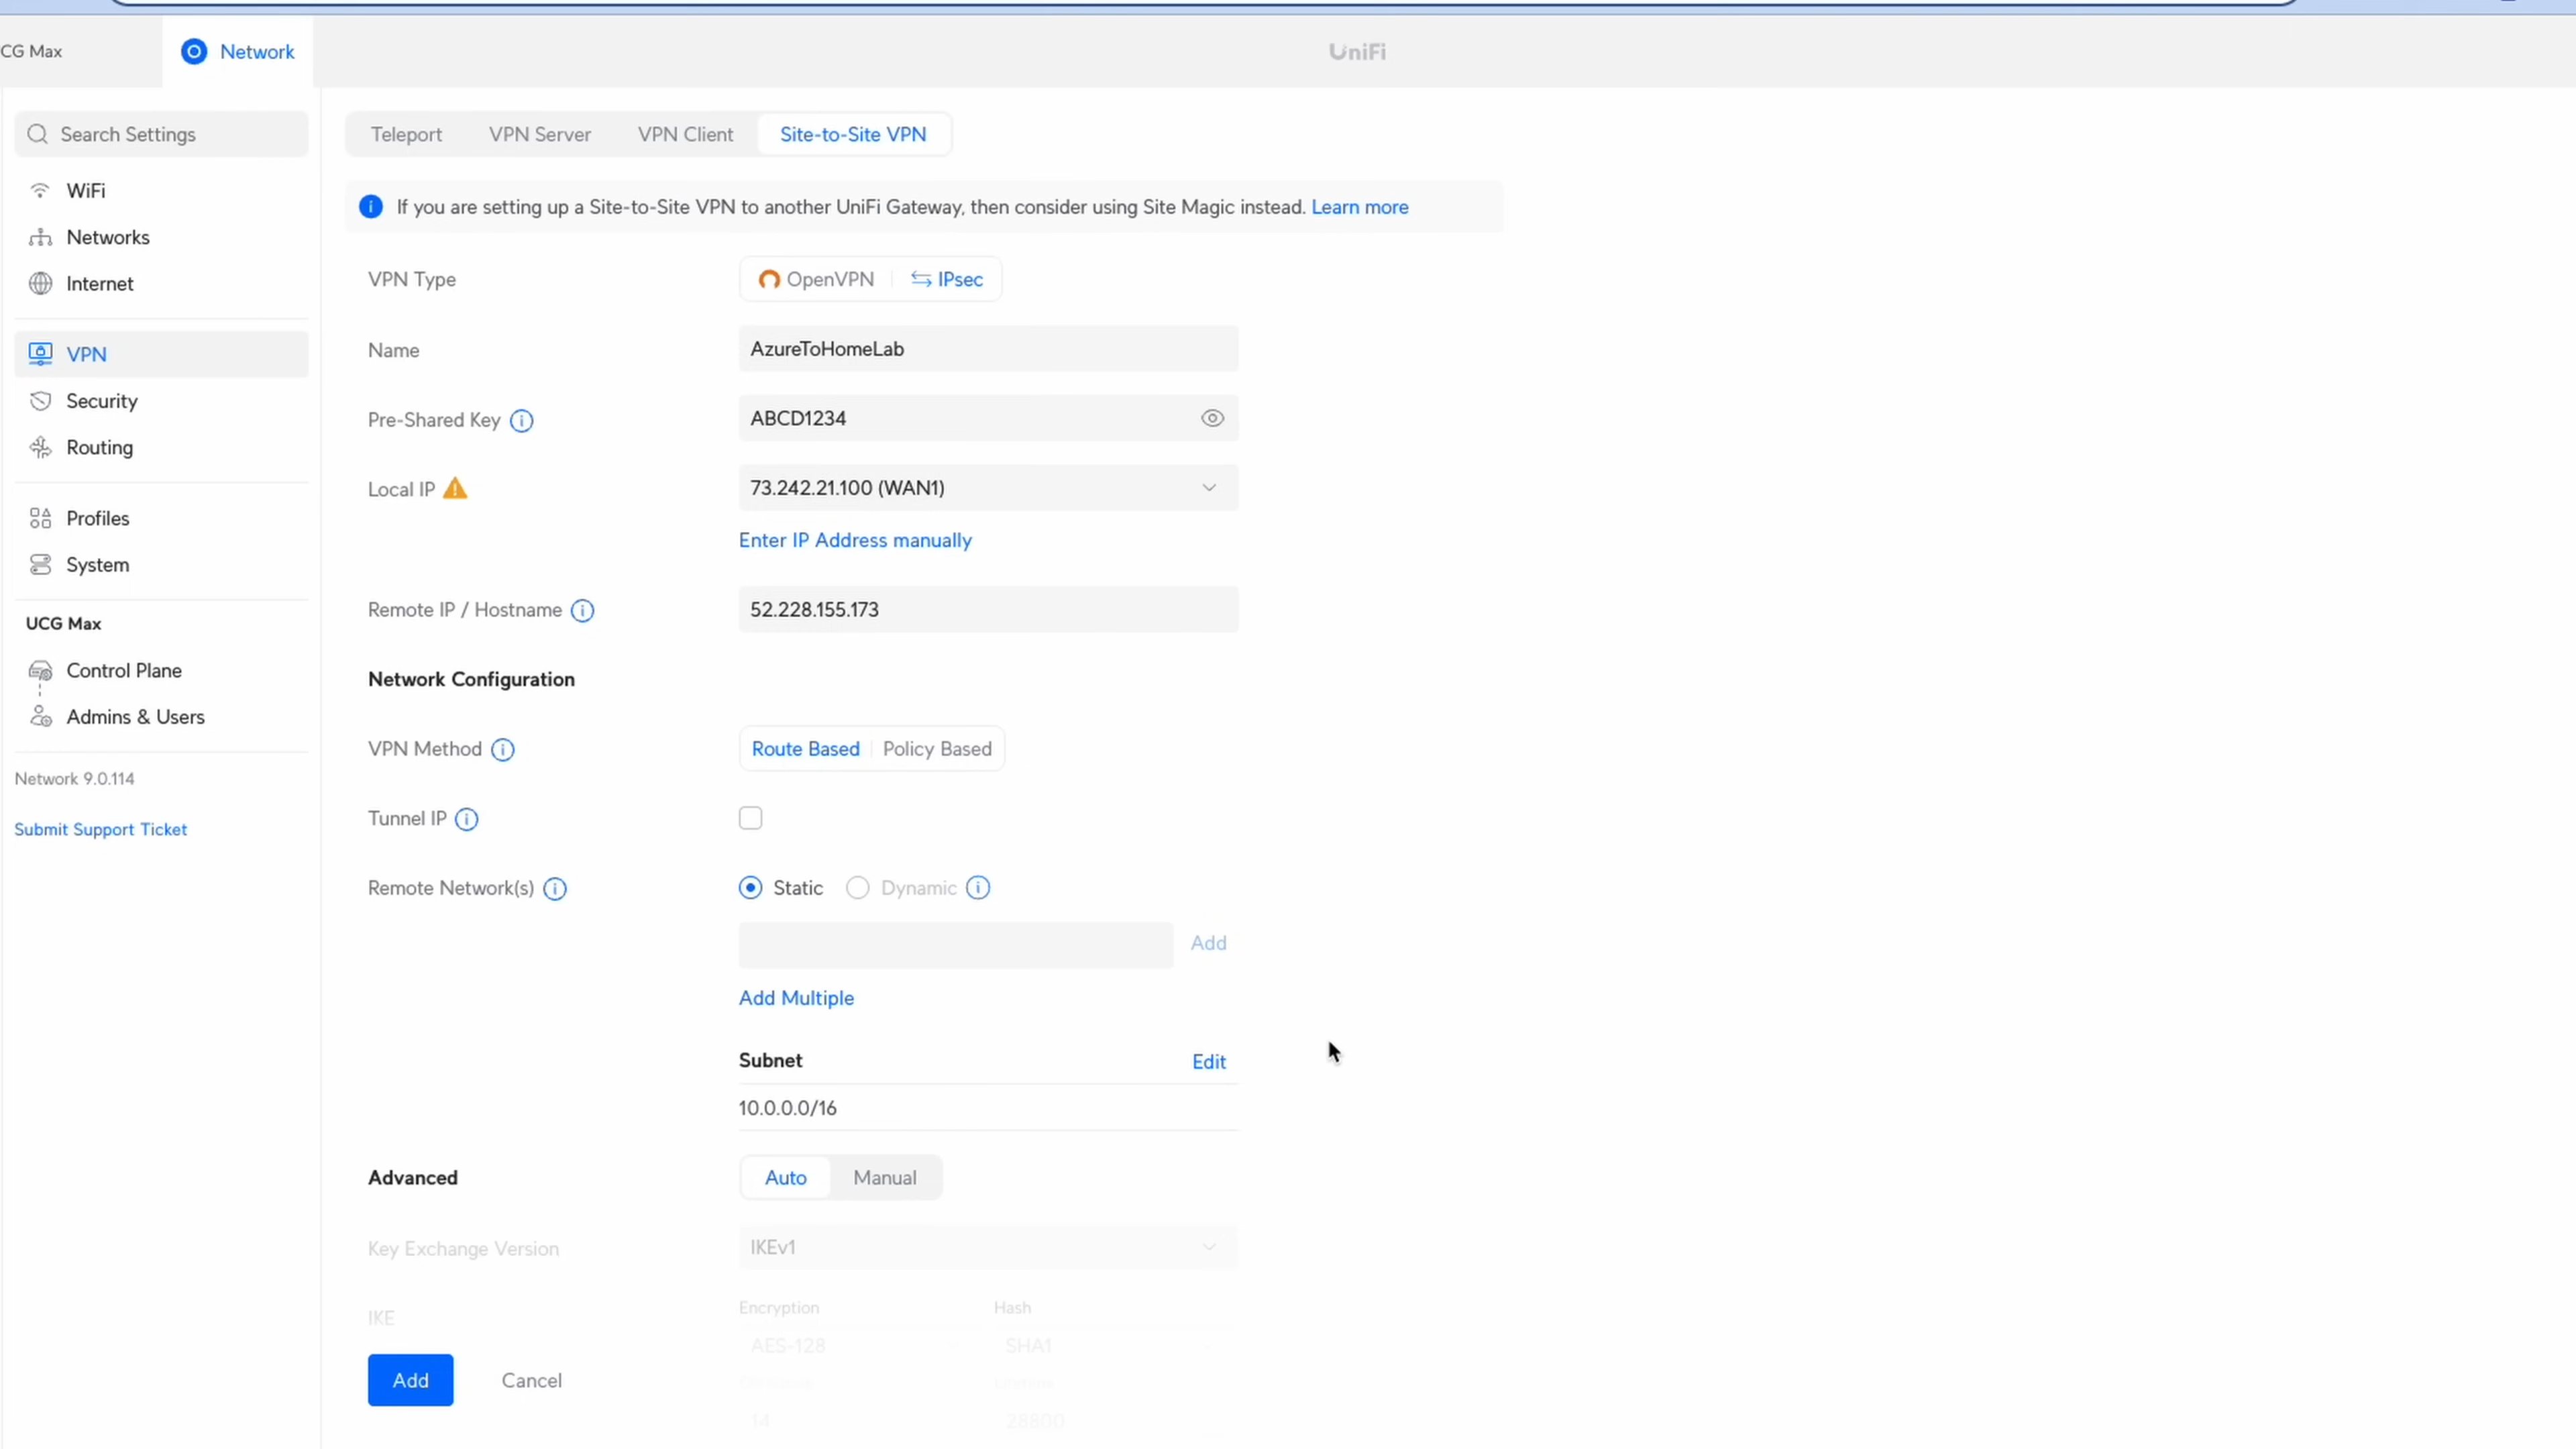 CG Max
Network
UniFi
Search Settings
WiFi
Networks
Internet
VPN
Security
Routing
Profiles
System
UCG Max
Control Plane
Admins & Users
Network 9.0.114
Submit Support Ticket
Teleport VPN Server VPN Client Site-to-Site VPN
If you are setting up a Site-to-Site VPN to another UniFi Gateway, then consider using Site Magic instead. Learn more
VPN Type OpenVPN IPsec
Name AzureToHomeLab
Pre-Shared Key ABCD1234
Local IP 73.242.21.100 (WAN1)
Enter IP Address manually
Remote IP / Hostname 52.228.155.173
Network Configuration
VPN Method Route Based Policy Based
Tunnel IP
Remote Network(s) Static Dynamic
Add
Add Multiple
Subnet Edit
10.0.0.0/16
Advanced Auto Manual
Key Exchange Version IKEv1
Encryption Hash
IKE
AES-128 SHA1
Add Cancel
14 28800